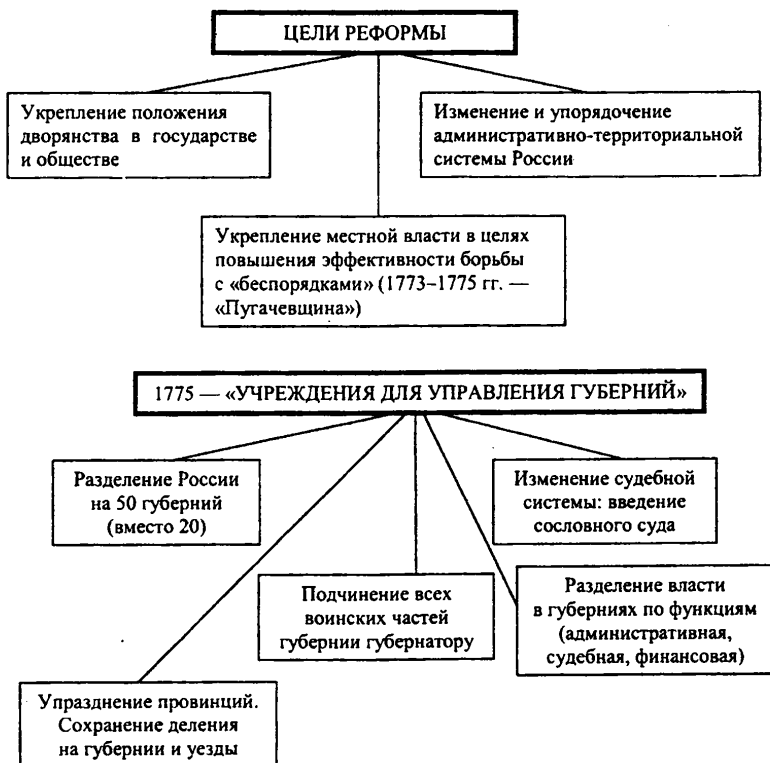 ЦЕЛИ РЕФОРМЫ
Укрепление положения
дворянства в государстве
и обществе
Изменение и упорядочение
административно-территориальной
системы России
Укрепление местной власти в целях
повышения эффективности борьбы
с «беспорядками» (1773–1775 гг. —
«Пугачевщина»)
1775 — «УЧРЕЖДЕНИЯ ДЛЯ УПРАВЛЕНИЯ ГУБЕРНИЙ»
Разделение России
на 50 губерний
(вместо 20)
Изменение судебной
системы: введение
сословного суда
Подчинение всех
воинских частей
губернии губернатору
Разделение власти
в губерниях по функциям
(административная,
судебная, финансовая)
Упразднение провинций.
Сохранение деления
на губернии и уезды